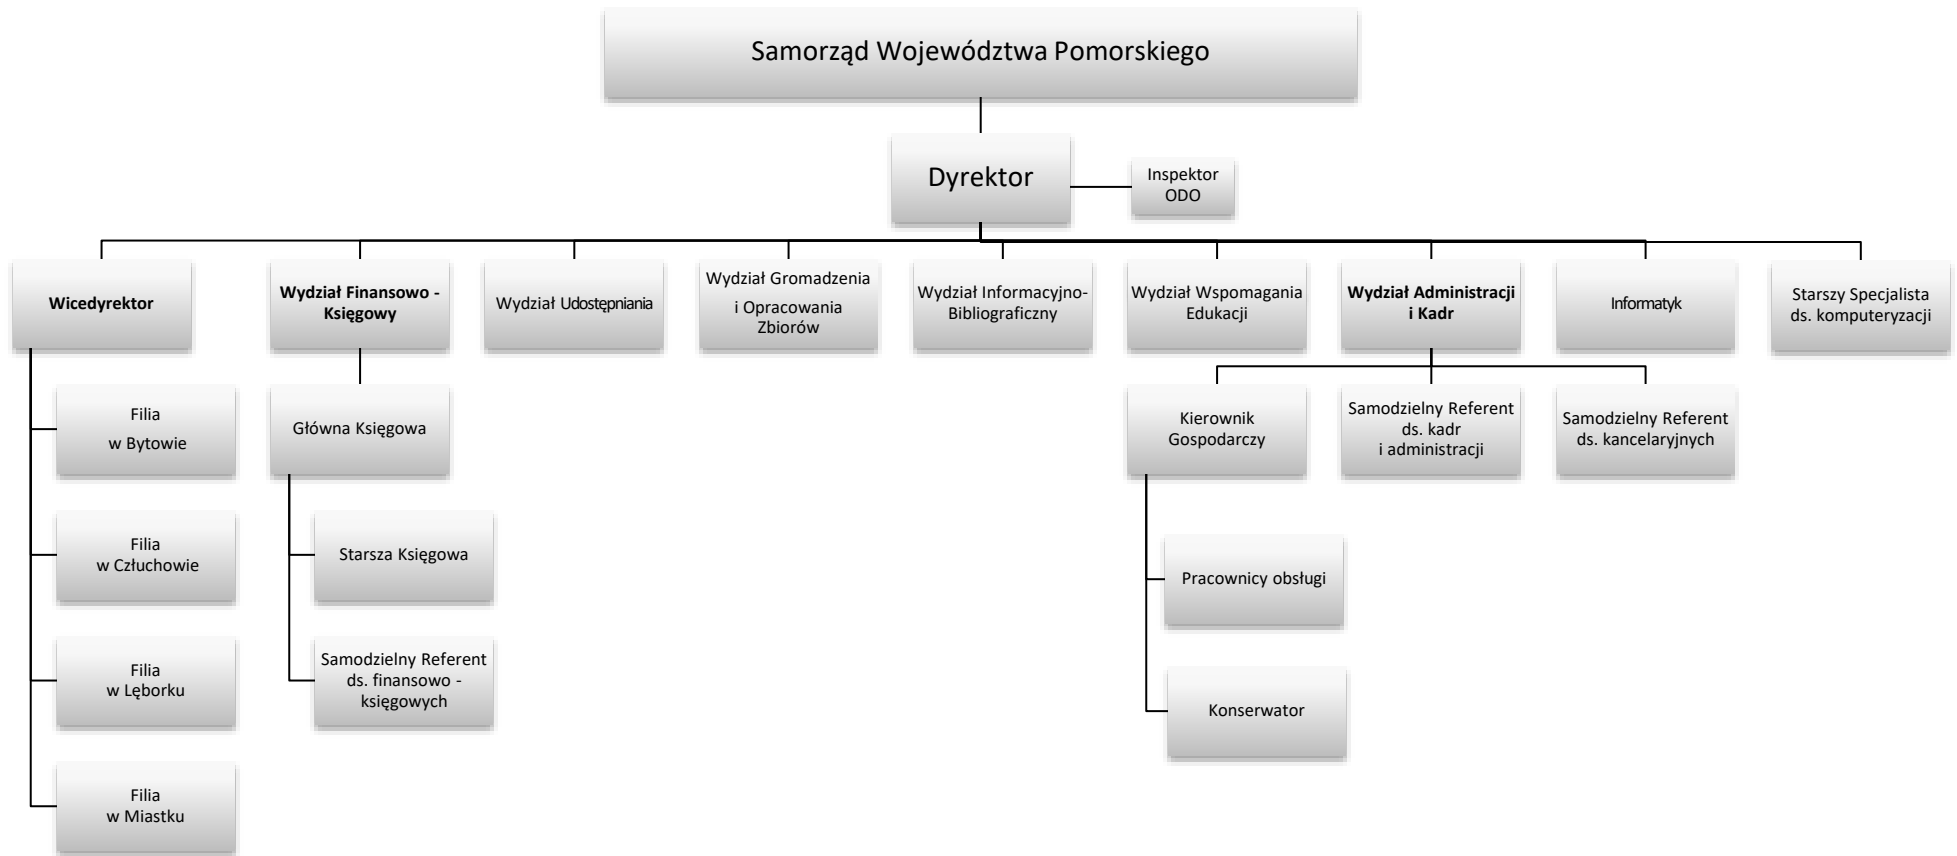 Samorząd Województwa Pomorskiego
Dyrektor
Inspektor
ODO
Wicedyrektor
Wydział Finansowo -
Księgowy
Wydział Udostępniania
Wydział Gromadzenia
i Opracowania
Zbiorów
Wydział Informacyjno-
Bibliograficzny
Wydział Wspomagania
Edukacji
Wydział Administracji
i Kadr
Informatyk
Starszy Specjalista
ds. komputeryzacji
Filia
w Bytowie
Filia
w Człuchowie
Filia
w Lęborku
Filia
w Miastku
Główna Księgowa
Starsza Księgowa
Samodzielny Referent
ds. finansowo -
księgowych
Kierownik
Gospodarczy
Samodzielny Referent
ds. kadr
i administracji
Samodzielny Referent
ds. kancelaryjnych
Pracownicy obsługi
Konserwator